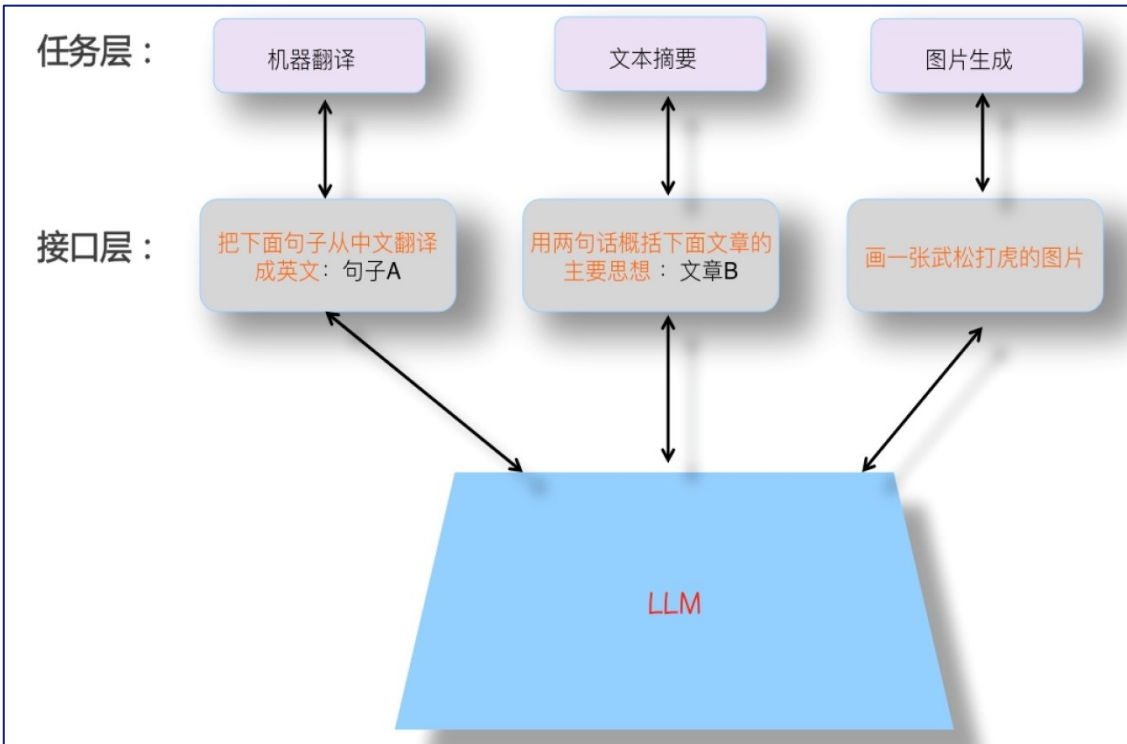 任务层：
机器翻译
文本摘要
图片生成
接口层：
把下面句子从中文翻译
成英文：句子A
用两句话概括下面文章的
主要思想：文章B
画一张武松打虎的图片
LLM